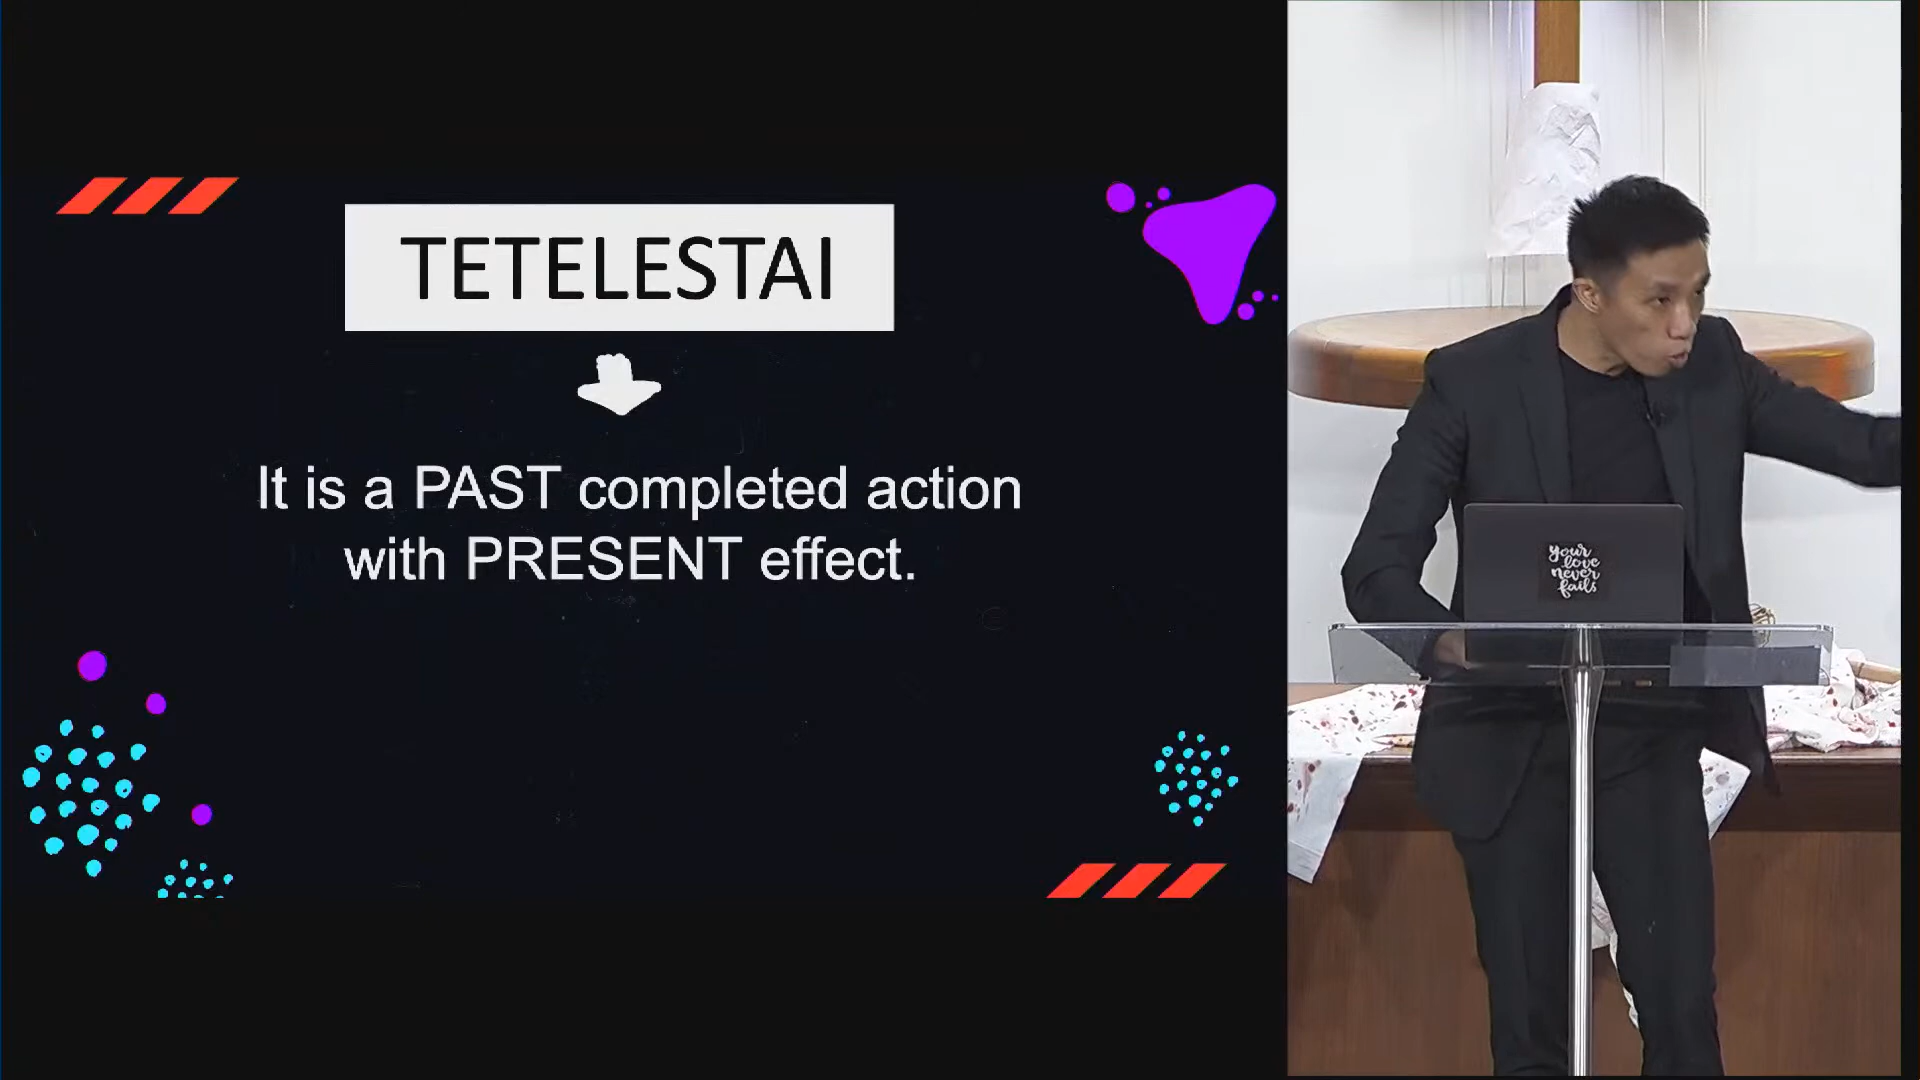 TETELESTAI
It is a PAST completed action
with PRESENT effect.
your
love
never
fails